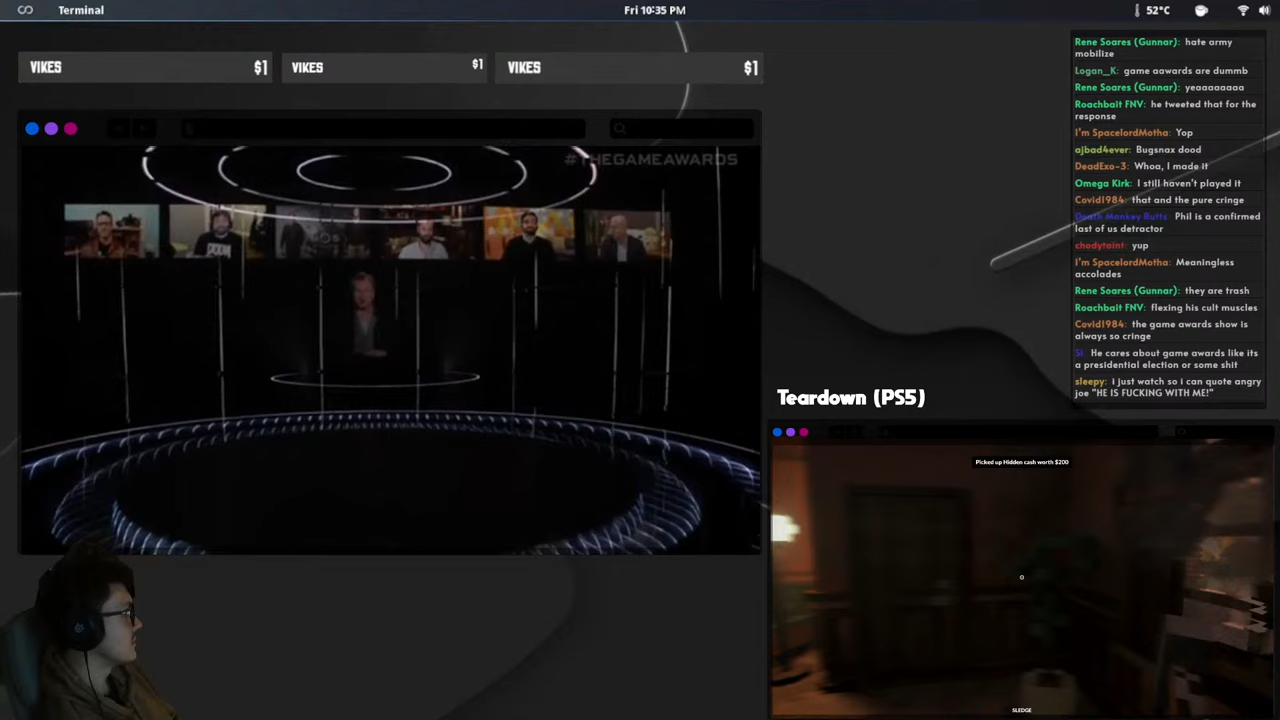 Terminal
Fri 10:35 PM
52°C
VIKES $1
VIKES $1
VIKES $1
#THEGAMEAWARDS
Rene Soares (Gunnar): hate army
mobilize
Logan__K: game aawards are dummb
Rene Soares (Gunnar): yeaaaaaaaa
Roachbait FNV: he tweeted that for the
response
I'm SpacelordMotha: Yop
ajbad4ever: Bugsnax dood
DeadExo-3: Whoa, I made it
Omega Kirk: I still haven't played it
Covid1984: that and the pure cringe
Death Monkey Butts: Phil is a confirmed
last of us detractor
chodytaint: yup
I'm SpacelordMotha: Meaningless
accolades
Rene Soares (Gunnar): they are trash
Roachbait FNV: flexing his cult muscles
Covid1984: the game awards show is
always so cringe
Si: He cares about game awards like its
a presidential election or some shit
sleepy: i just watch so i can quote angry
joe "HE IS FUCKING WITH ME!"
Teardown (PS5)
Picked up Hidden cash worth $200
SLEDGE